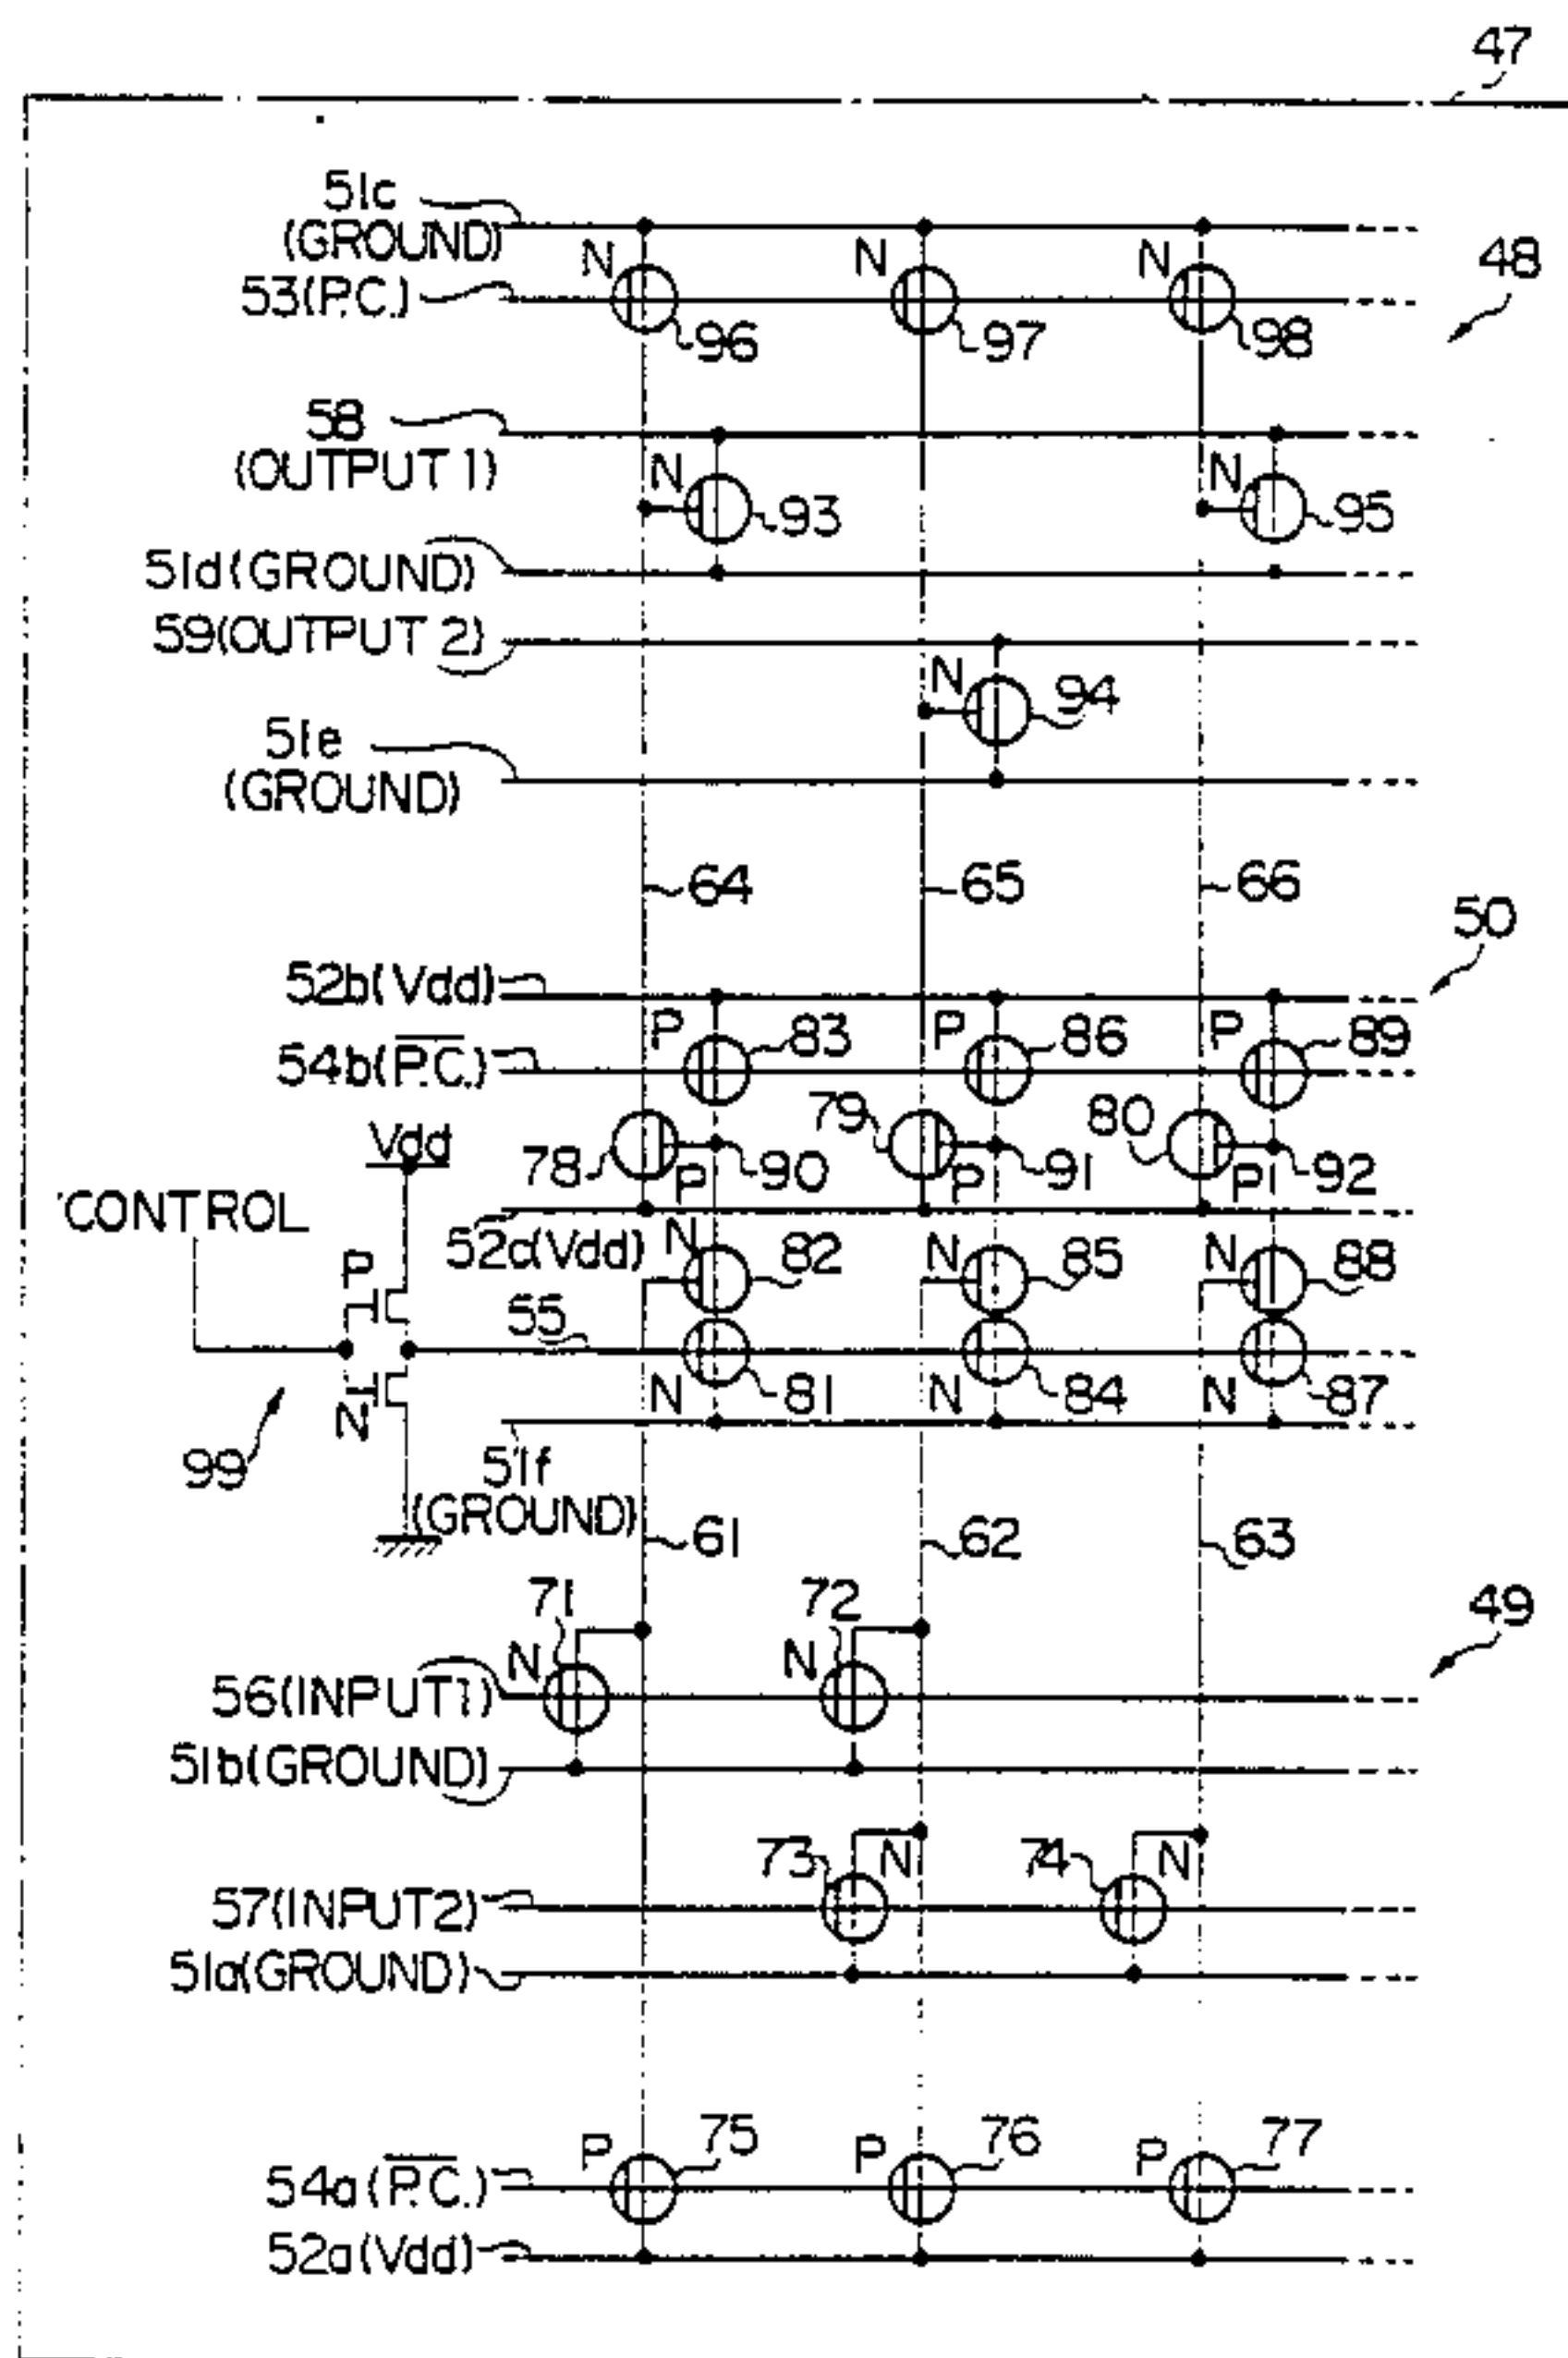 47
51c
(GROUND)
N N N
48
53(P.C.)
96 97 98
58
(OUTPUT 1)
N N
93 95
51d(GROUND)
59(OUTPUT 2)
N 94
51e
(GROUND)
64 65 66
50
52b(Vdd)
P 83 P 86 P 89
54b(P.C.)
79 80
Vdd
78 90 91 92
P P P
CONTROL
52a(Vdd)
N 82 N 85 N 88
P
55
N 81 N 84 N 87
N
99
51f
(GROUND)
61 62 63
71 72
49
N N
56(INPUT1)
51b(GROUND)
73 N 74 N
57(INPUT2)
51a(GROUND)
P 75 P 76 P 77
54a(P.C.)
52a(Vdd)